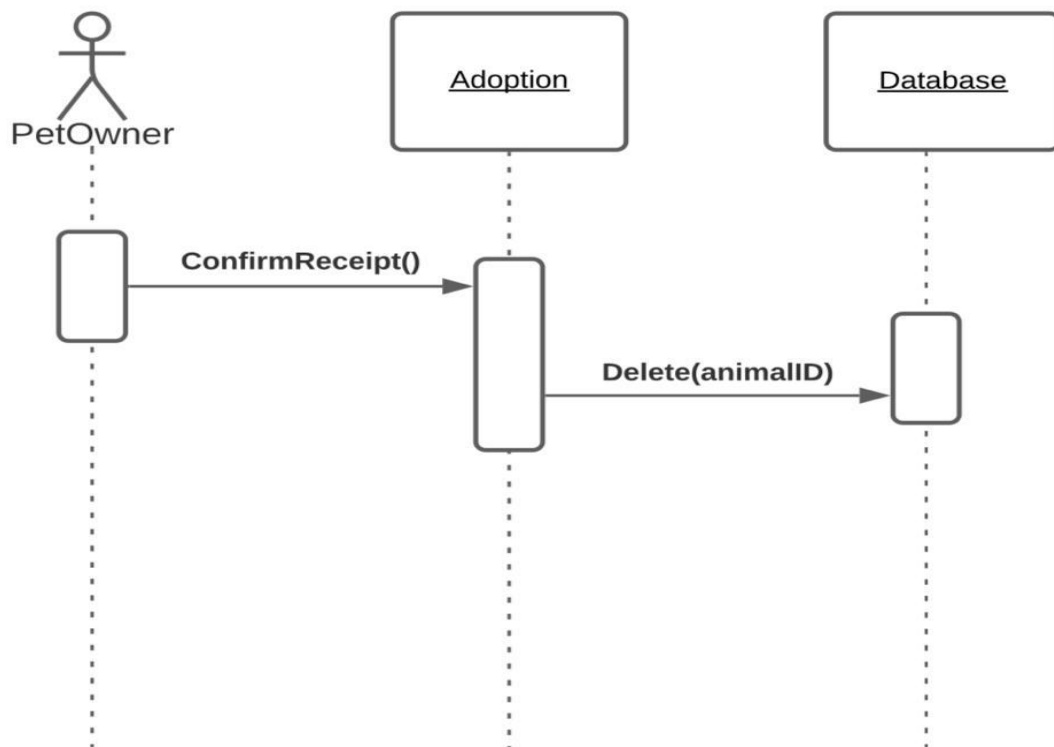 PetOwner
Adoption
Database
ConfirmReceipt()
Delete(animalID)